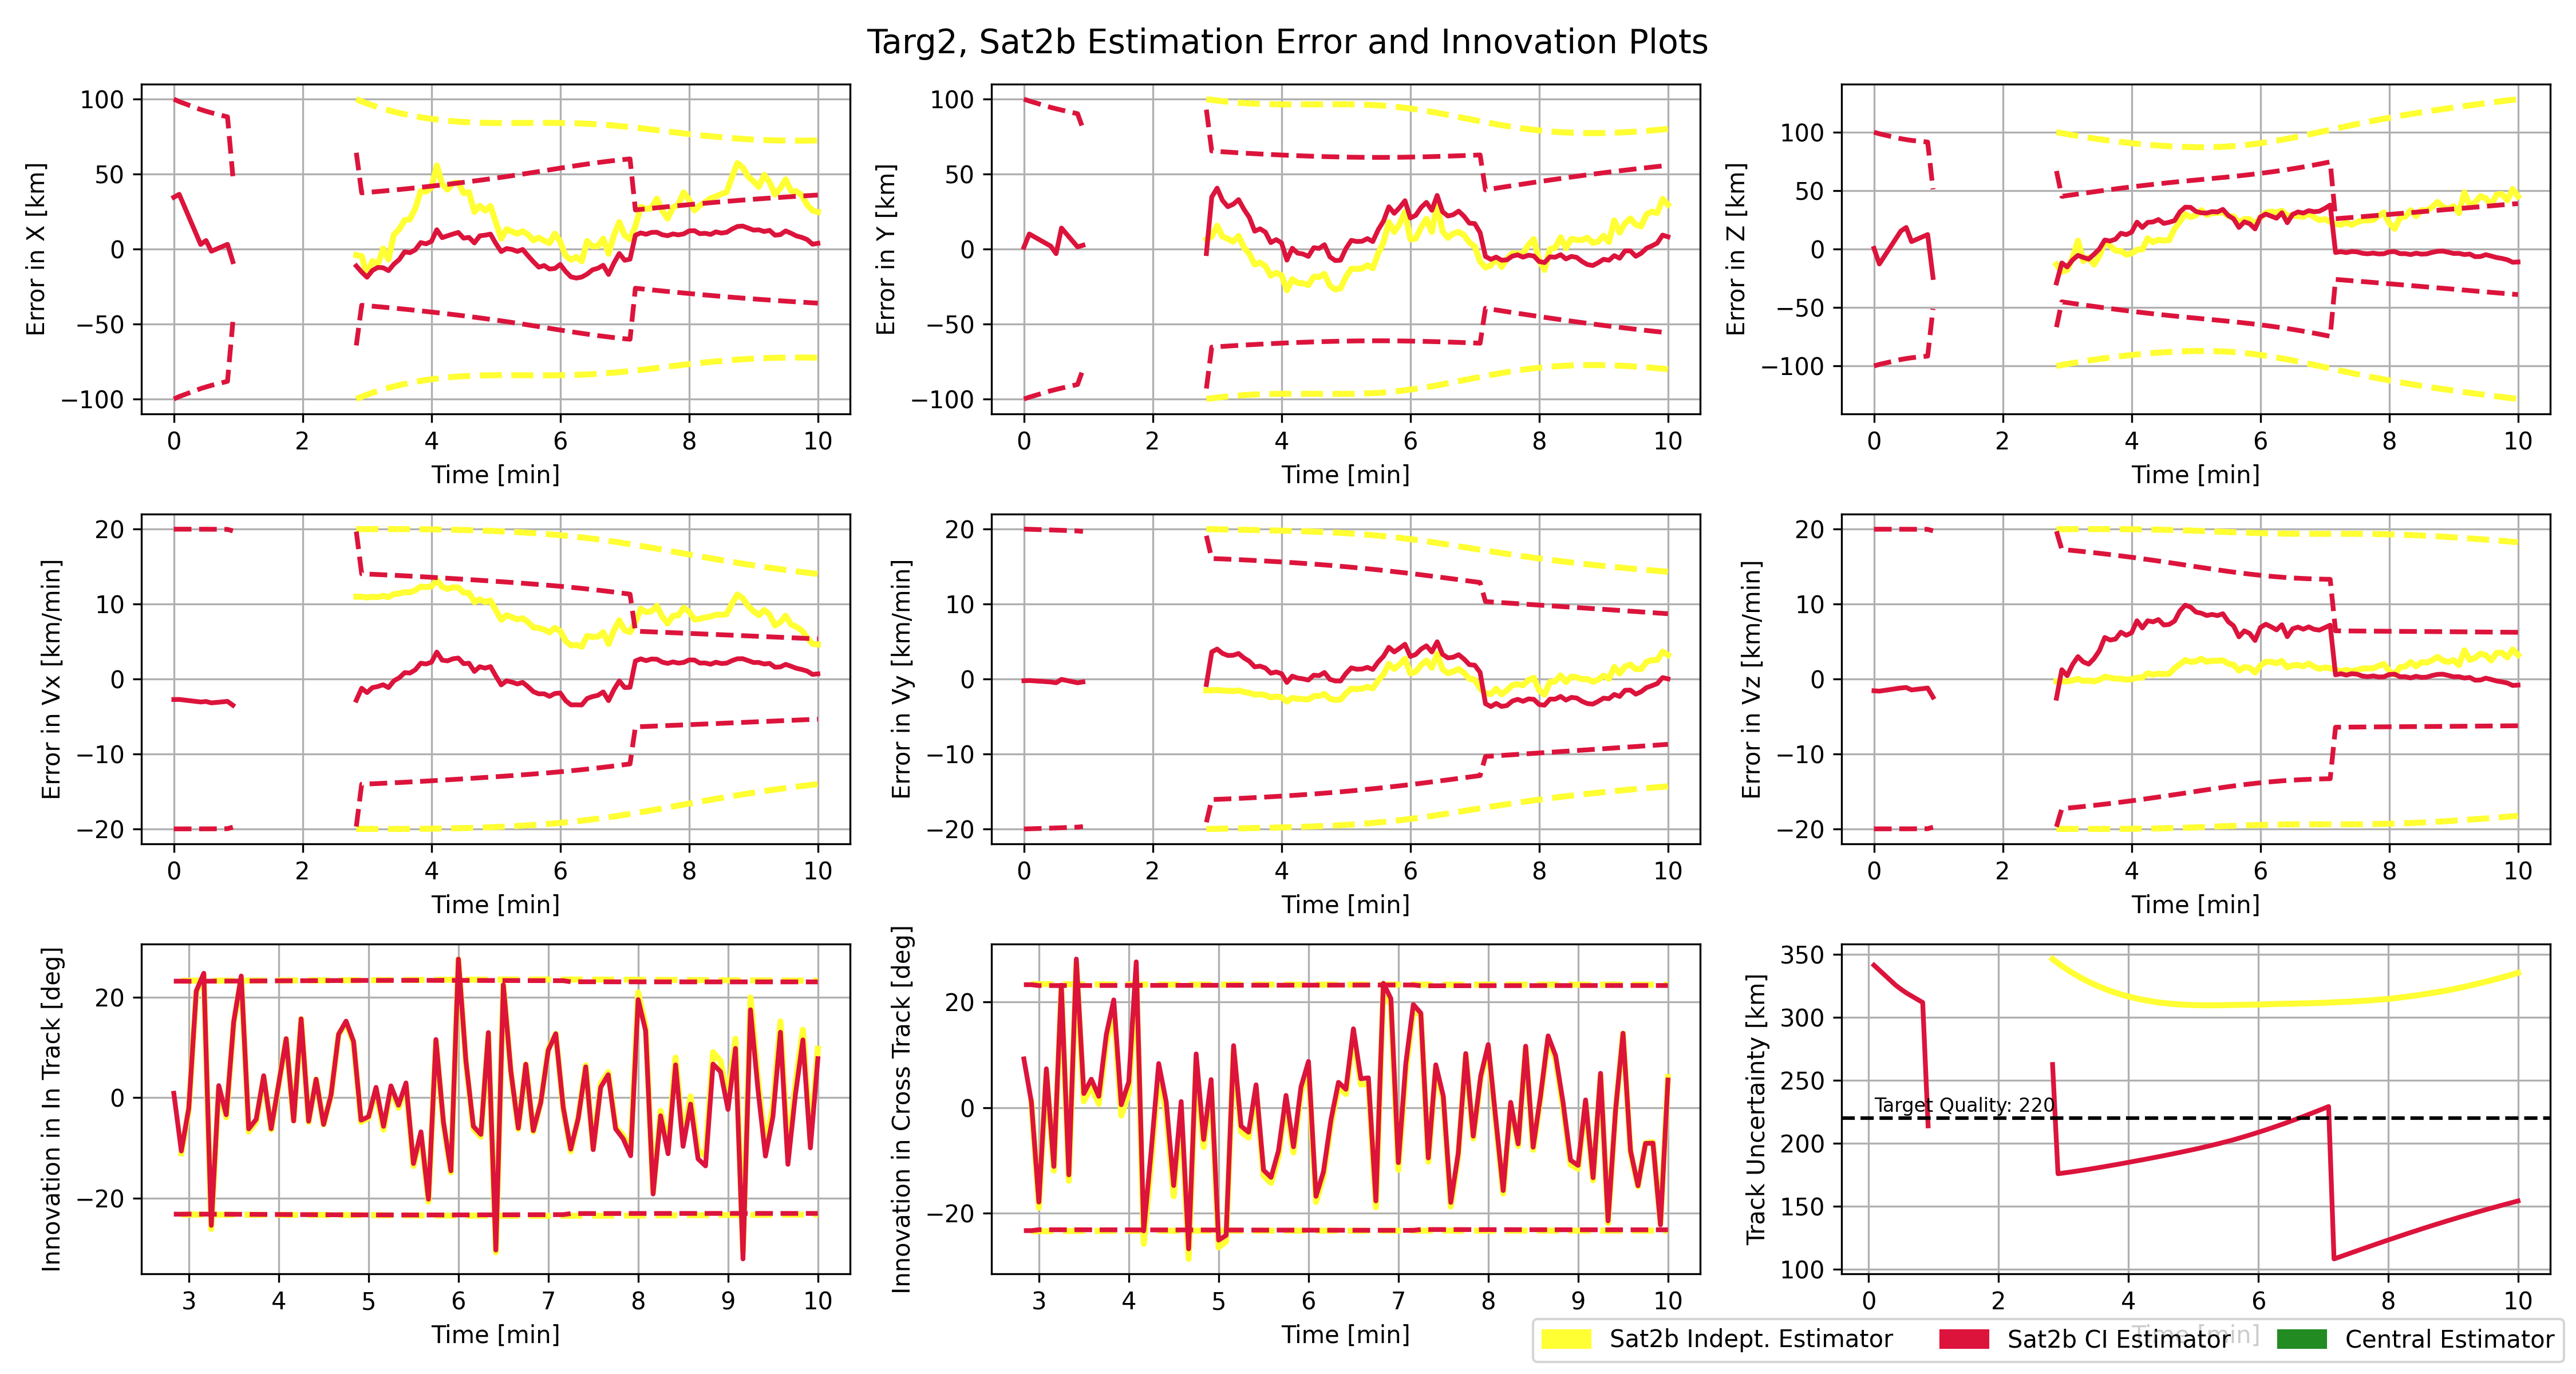 Targ2, Sat2b Estimation Error and Innovation Plots
Error in X [km]
100
50
0
−50
−100
0 2 4 6 8 10
Time [min]
Error in Y [km]
100
50
0
−50
−100
0 2 4 6 8 10
Time [min]
Error in Z [km]
100
50
0
−50
−100
0 2 4 6 8 10
Time [min]
Error in Vx [km/min]
20
10
0
−10
−20
0 2 4 6 8 10
Time [min]
Error in Vy [km/min]
20
10
0
−10
−20
0 2 4 6 8 10
Time [min]
Error in Vz [km/min]
20
10
0
−10
−20
0 2 4 6 8 10
Time [min]
Innovation in In Track [deg]
20
0
−20
3 4 5 6 7 8 9 10
Time [min]
Innovation in Cross Track [deg]
20
0
−20
3 4 5 6 7 8 9 10
Time [min]
Track Uncertainty [km]
350
300
250
200
150
100
Target Quality: 220
0 2 4 6 8 10
Time [min]
Sat2b Indept. Estimator
Sat2b CI Estimator
Central Estimator